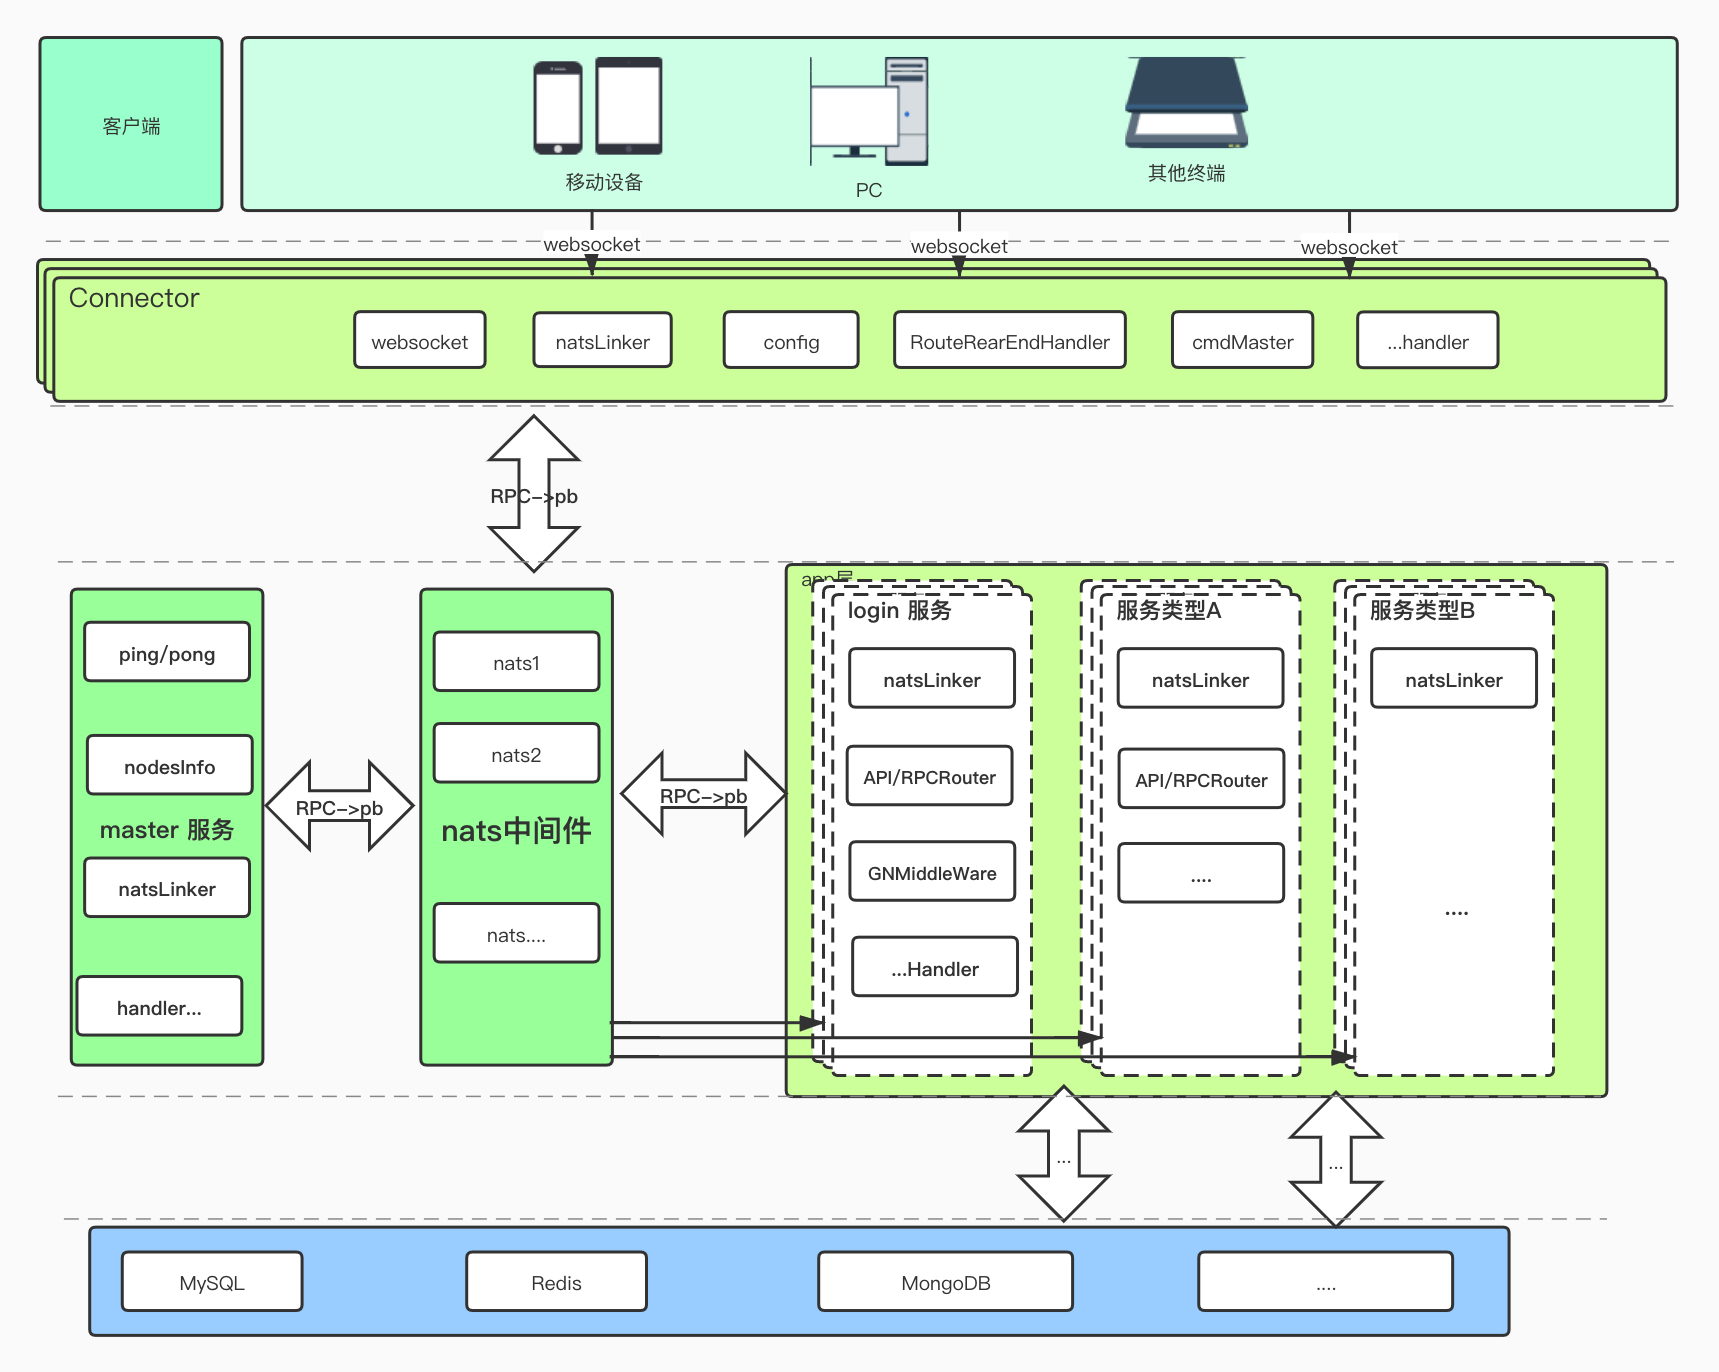 客户端
移动设备
PC
其他终端
websocket
websocket
websocket
Connector
websocket
natsLinker
config
RouteRearEndHandler
cmdMaster
...handler
RPC->pb
ping/pong
nodesInfo
master 服务
natsLinker
handler...
RPC->pb
nats1
nats2
nats中间件
nats....
RPC->pb
app层
login 服务
natsLinker
API/RPCRouter
GNMiddleWare
...Handler
服务类型A
natsLinker
API/RPCRouter
....
服务类型B
natsLinker
....
...
...
MySQL
Redis
MongoDB
....